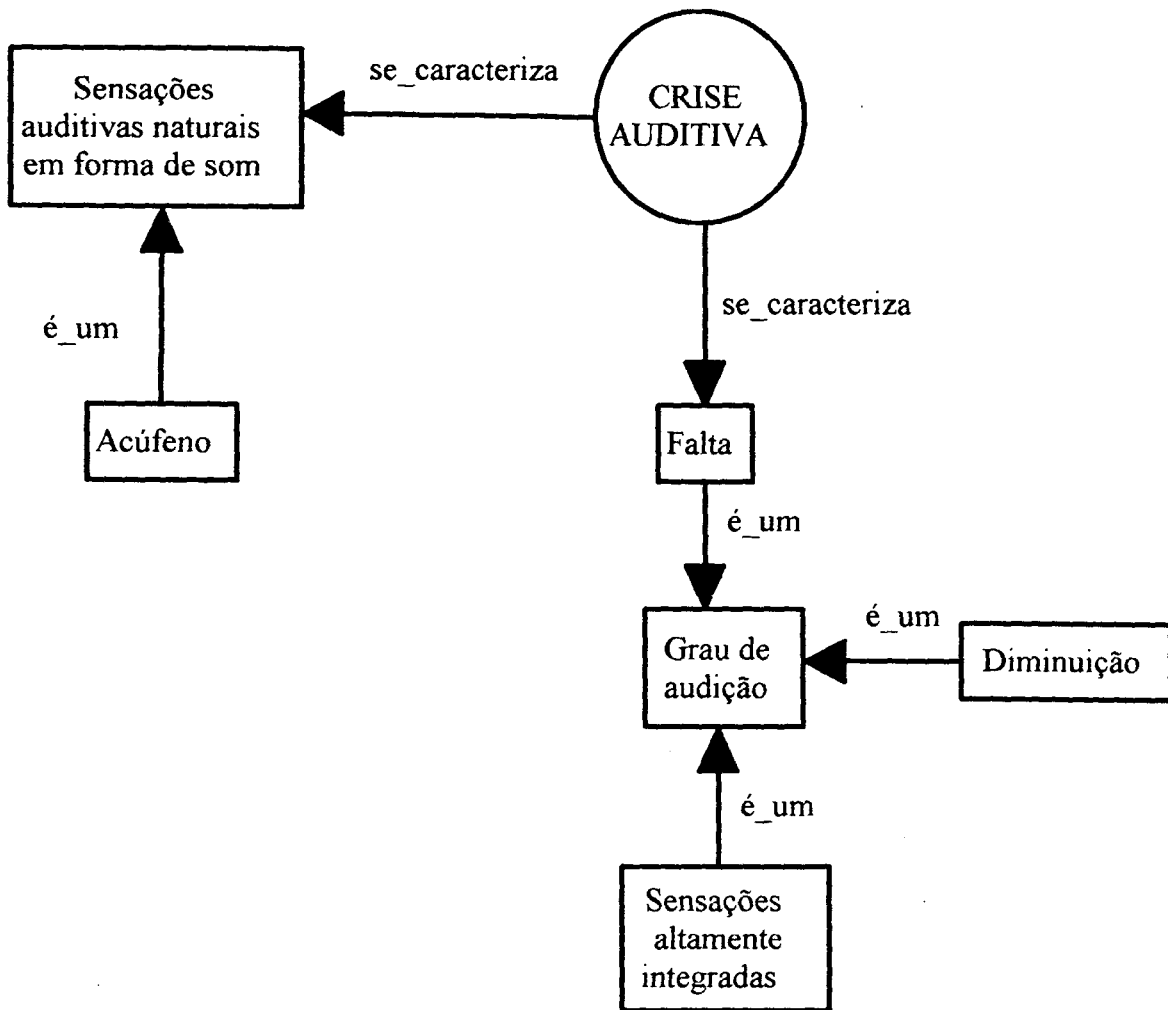 Sensações
auditivas naturais
em forma de som
se_caracteriza
CRISE
AUDITIVA
é_um
se_caracteriza
Acúfeno
Falta
é_um
Grau de
audição
é_um
Diminuição
é_um
Sensações
altamente
integradas